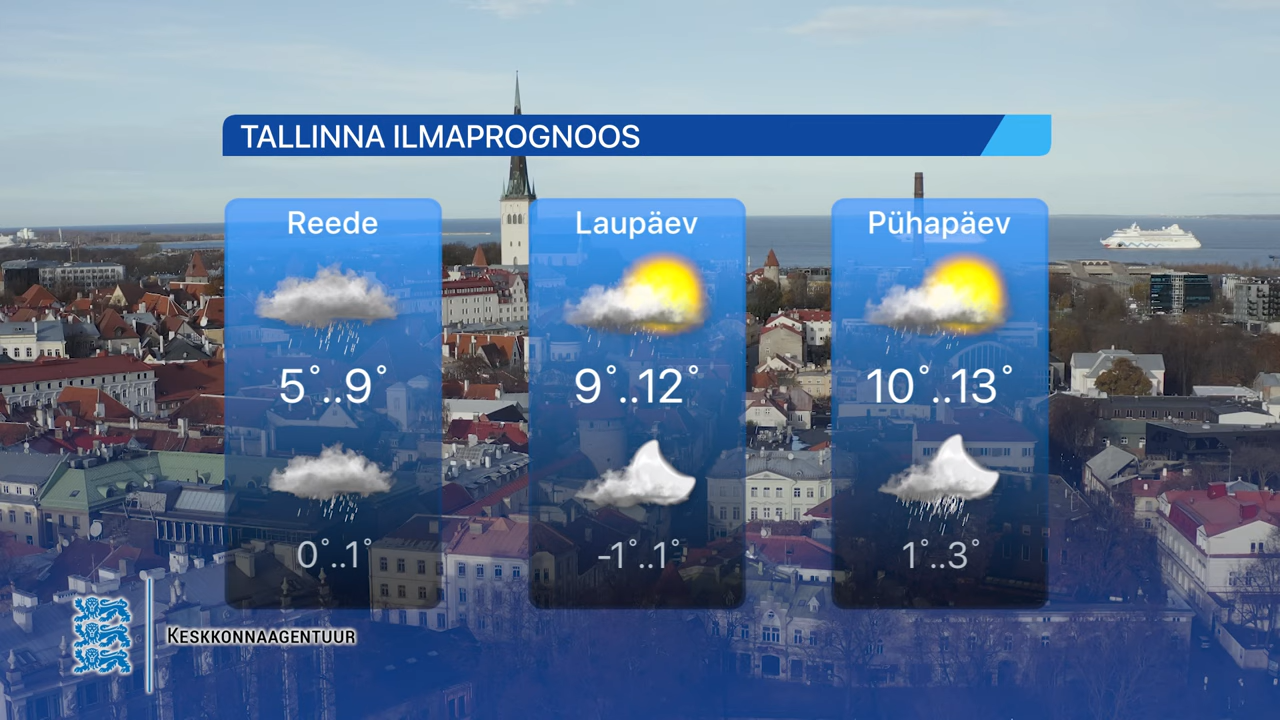 TALLINNA ILMAPROGNOOS
Reede
5°..9°
0°..1°
Laupäev
9°..12°
-1°..1°
Pühapäev
10°..13°
1°..3°
KESKKONNAAGENTUUR